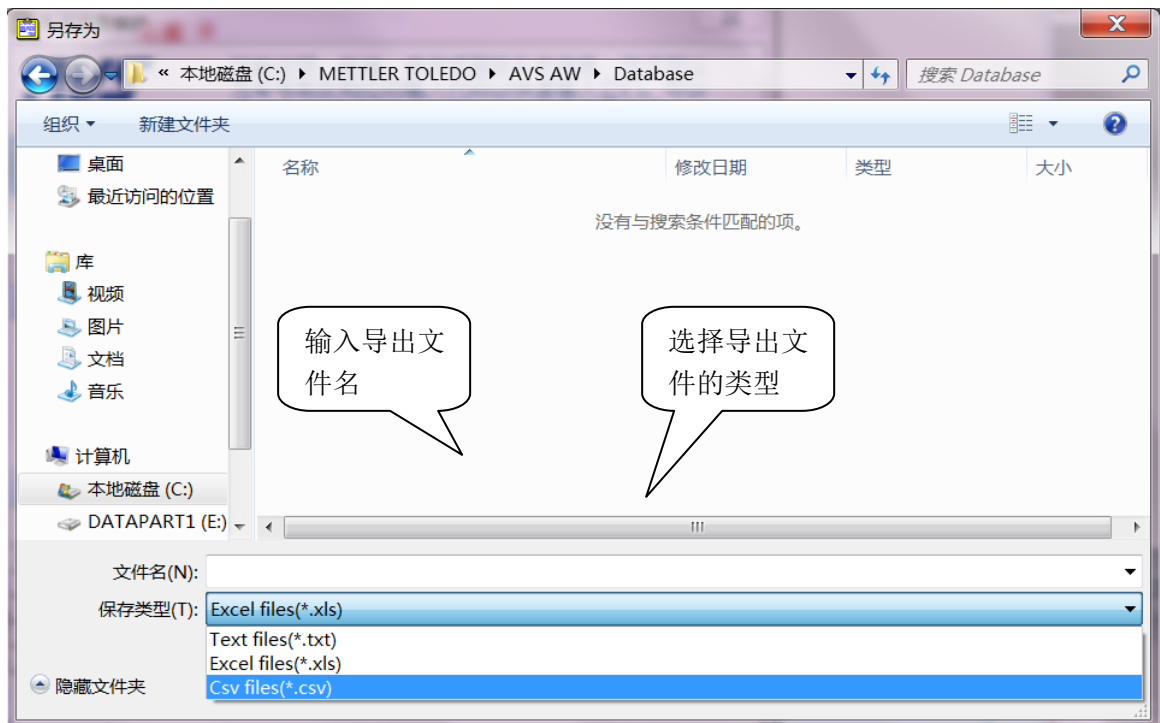 另存为
« 本地磁盘 (C:) ▸ METTLER TOLEDO ▸ AVS AW ▸ Database
搜索 Database
组织 新建文件夹
名称 修改日期 类型 大小
没有与搜索条件匹配的项。
桌面
最近访问的位置
库
视频
图片
文档
音乐
计算机
本地磁盘 (C:)
DATAPART1 (E:)
输入导出文
件名
选择导出文
件的类型
文件名(N):
保存类型(T): Excel files(*.xls)
Text files(*.txt)
Excel files(*.xls)
Csv files(*.csv)
隐藏文件夹